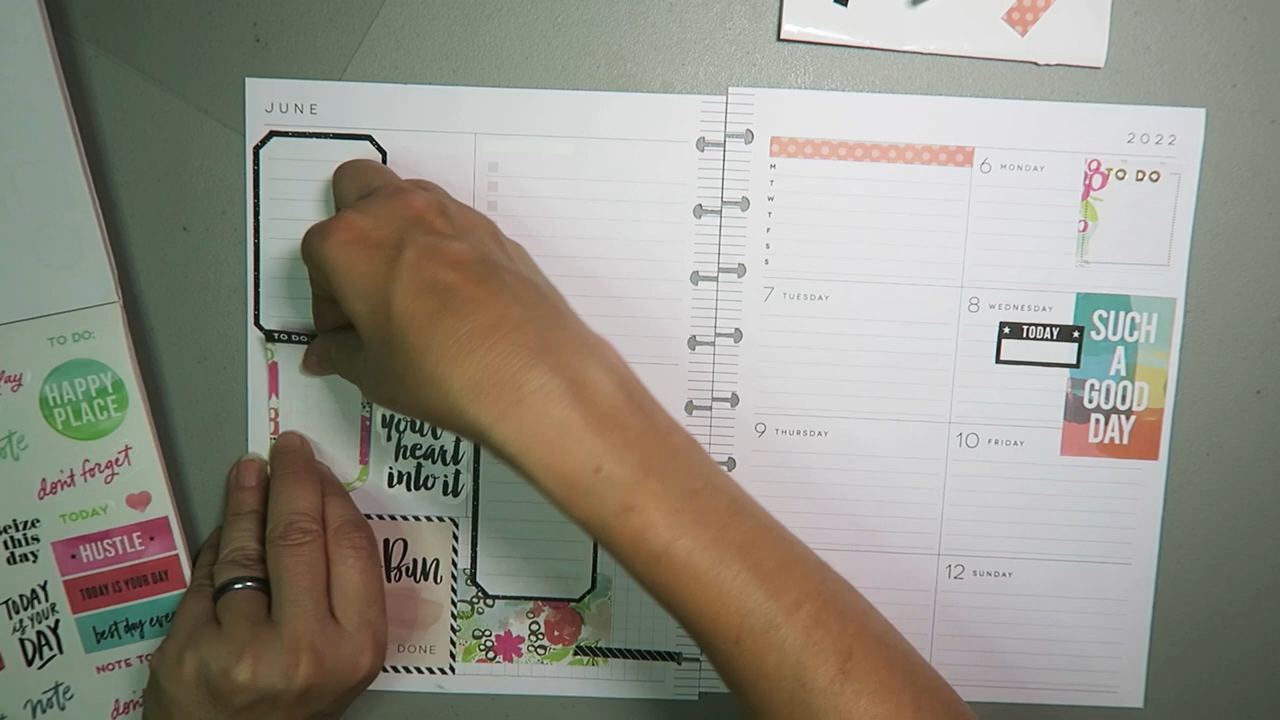 JUNE
2022
M
T
W
T
F
S
S
6 MONDAY
TO DO
7 TUESDAY
8 WEDNESDAY
★ TODAY ★
SUCH
A
GOOD
DAY
9 THURSDAY
10 FRIDAY
12 SUNDAY
TO DO
your
heart
into it
Bun
DONE
TO DO:
HAPPY
PLACE
note
don't forget
TODAY
seize
this
day
HUSTLE
TODAY IS YOUR DAY
TODAY
is YOUR
DAY
best day ever
NOTE TO
note
don't